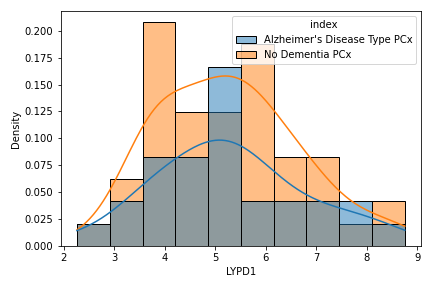 index
Alzheimer's Disease Type PCx
No Dementia PCx
0.200
0.175
0.150
0.125
0.100
0.075
0.050
0.025
0.000
Density
2 3 4 5 6 7 8 9
LYPD1